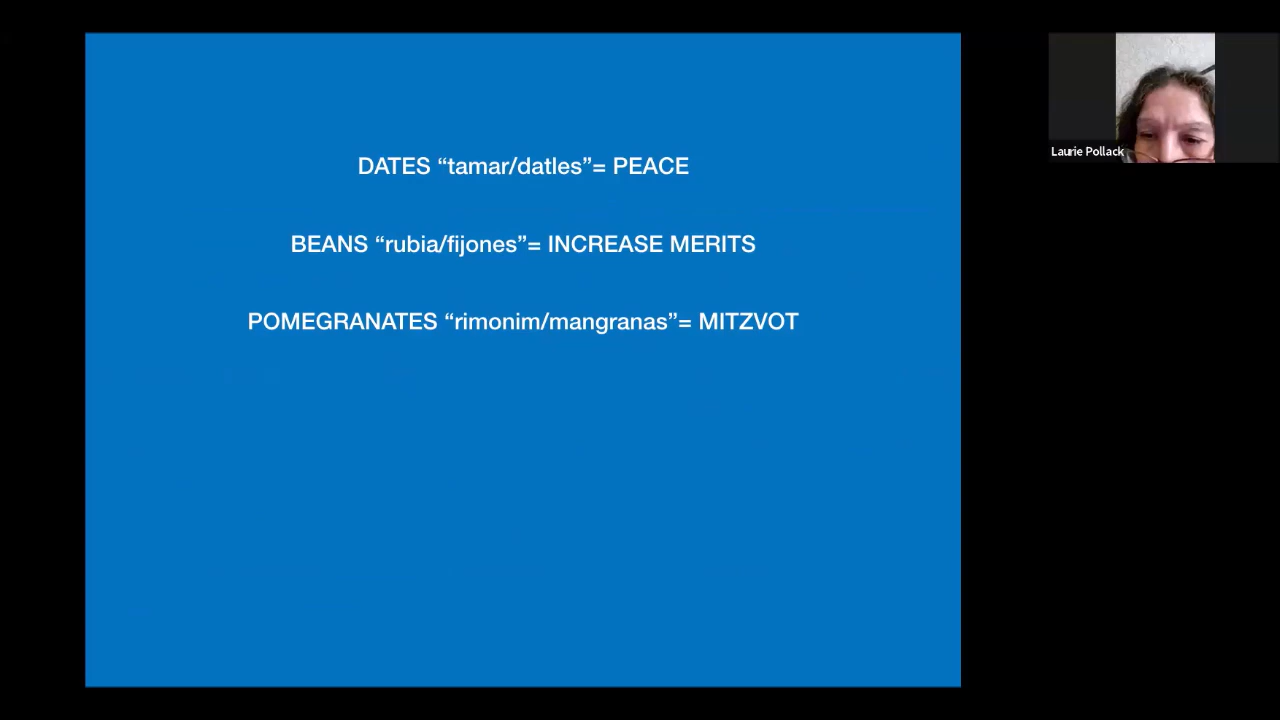 DATES “tamar/datles”= PEACE
BEANS “rubia/fijones”= INCREASE MERITS
POMEGRANATES “rimonim/mangranas”= MITZVOT
Laurie Pollack